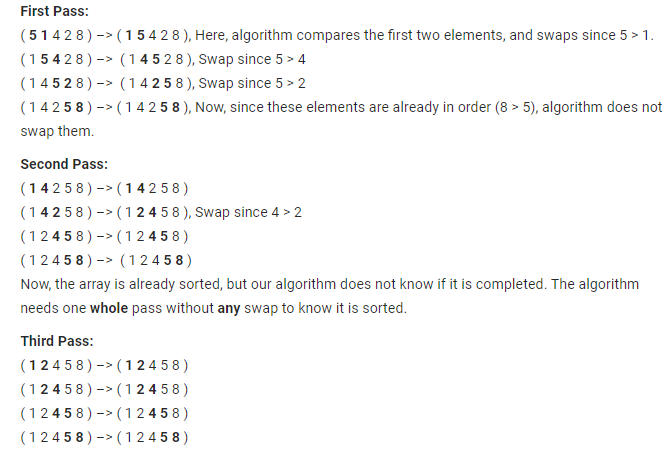 First Pass:
( 5 1 4 2 8 ) –> ( 1 5 4 2 8 ), Here, algorithm compares the first two elements, and swaps since 5 > 1.
( 1 5 4 2 8 ) –> ( 1 4 5 2 8 ), Swap since 5 > 4
( 1 4 5 2 8 ) –> ( 1 4 2 5 8 ), Swap since 5 > 2
( 1 4 2 5 8 ) –> ( 1 4 2 5 8 ), Now, since these elements are already in order (8 > 5), algorithm does not
swap them.
Second Pass:
( 1 4 2 5 8 ) –> ( 1 4 2 5 8 )
( 1 4 2 5 8 ) –> ( 1 2 4 5 8 ), Swap since 4 > 2
( 1 2 4 5 8 ) –> ( 1 2 4 5 8 )
( 1 2 4 5 8 ) –> ( 1 2 4 5 8 )
Now, the array is already sorted, but our algorithm does not know if it is completed. The algorithm
needs one whole pass without any swap to know it is sorted.
Third Pass:
( 1 2 4 5 8 ) –> ( 1 2 4 5 8 )
( 1 2 4 5 8 ) –> ( 1 2 4 5 8 )
( 1 2 4 5 8 ) –> ( 1 2 4 5 8 )
( 1 2 4 5 8 ) –> ( 1 2 4 5 8 )